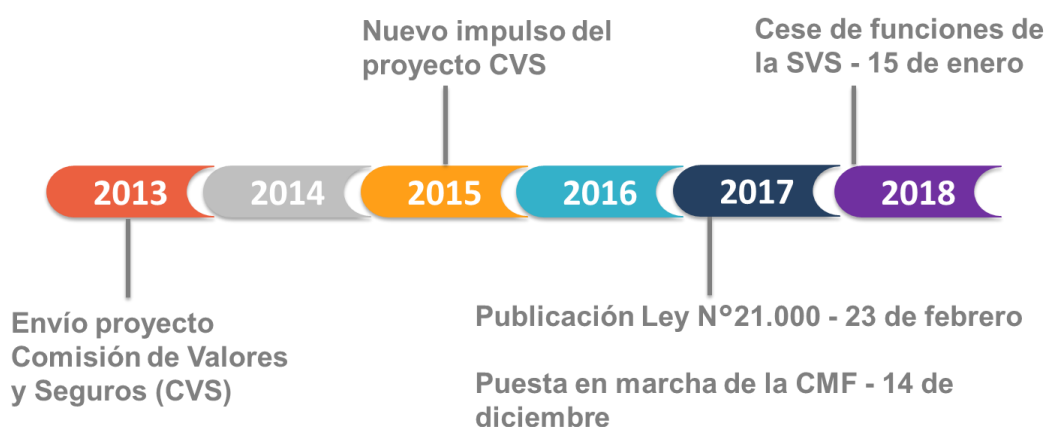 Nuevo impulso del
proyecto CVS
Cese de funciones de
la SVS - 15 de enero
2013
2014
2015
2016
2017
2018
Envío proyecto
Comisión de Valores
y Seguros (CVS)
Publicación Ley N°21.000 - 23 de febrero
Puesta en marcha de la CMF - 14 de
diciembre